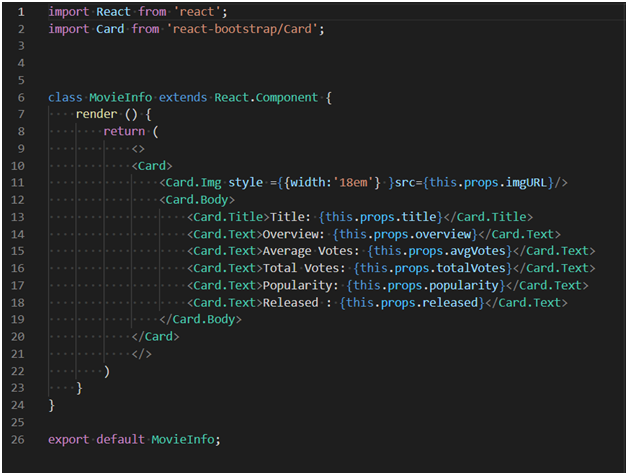 1 import React from 'react';
2 import Card from 'react-bootstrap/Card';
3
4
5
6 class MovieInfo extends React.Component {
7     render () {
8         return (
9             <>
10             <Card>
11                 <Card.Img style ={{width:'18em'} }src={this.props.imgURL}/>
12                 <Card.Body>
13                     <Card.Title>Title: {this.props.title}</Card.Title>
14                     <Card.Text>Overview: {this.props.overview}</Card.Text>
15                     <Card.Text>Average Votes: {this.props.avgVotes}</Card.Text>
16                     <Card.Text>Total Votes: {this.props.totalVotes}</Card.Text>
17                     <Card.Text>Popularity: {this.props.popularity}</Card.Text>
18                     <Card.Text>Released : {this.props.released}</Card.Text>
19                 </Card.Body>
20             </Card>
21             </>
22         )
23     }
24 }
25
26 export default MovieInfo;